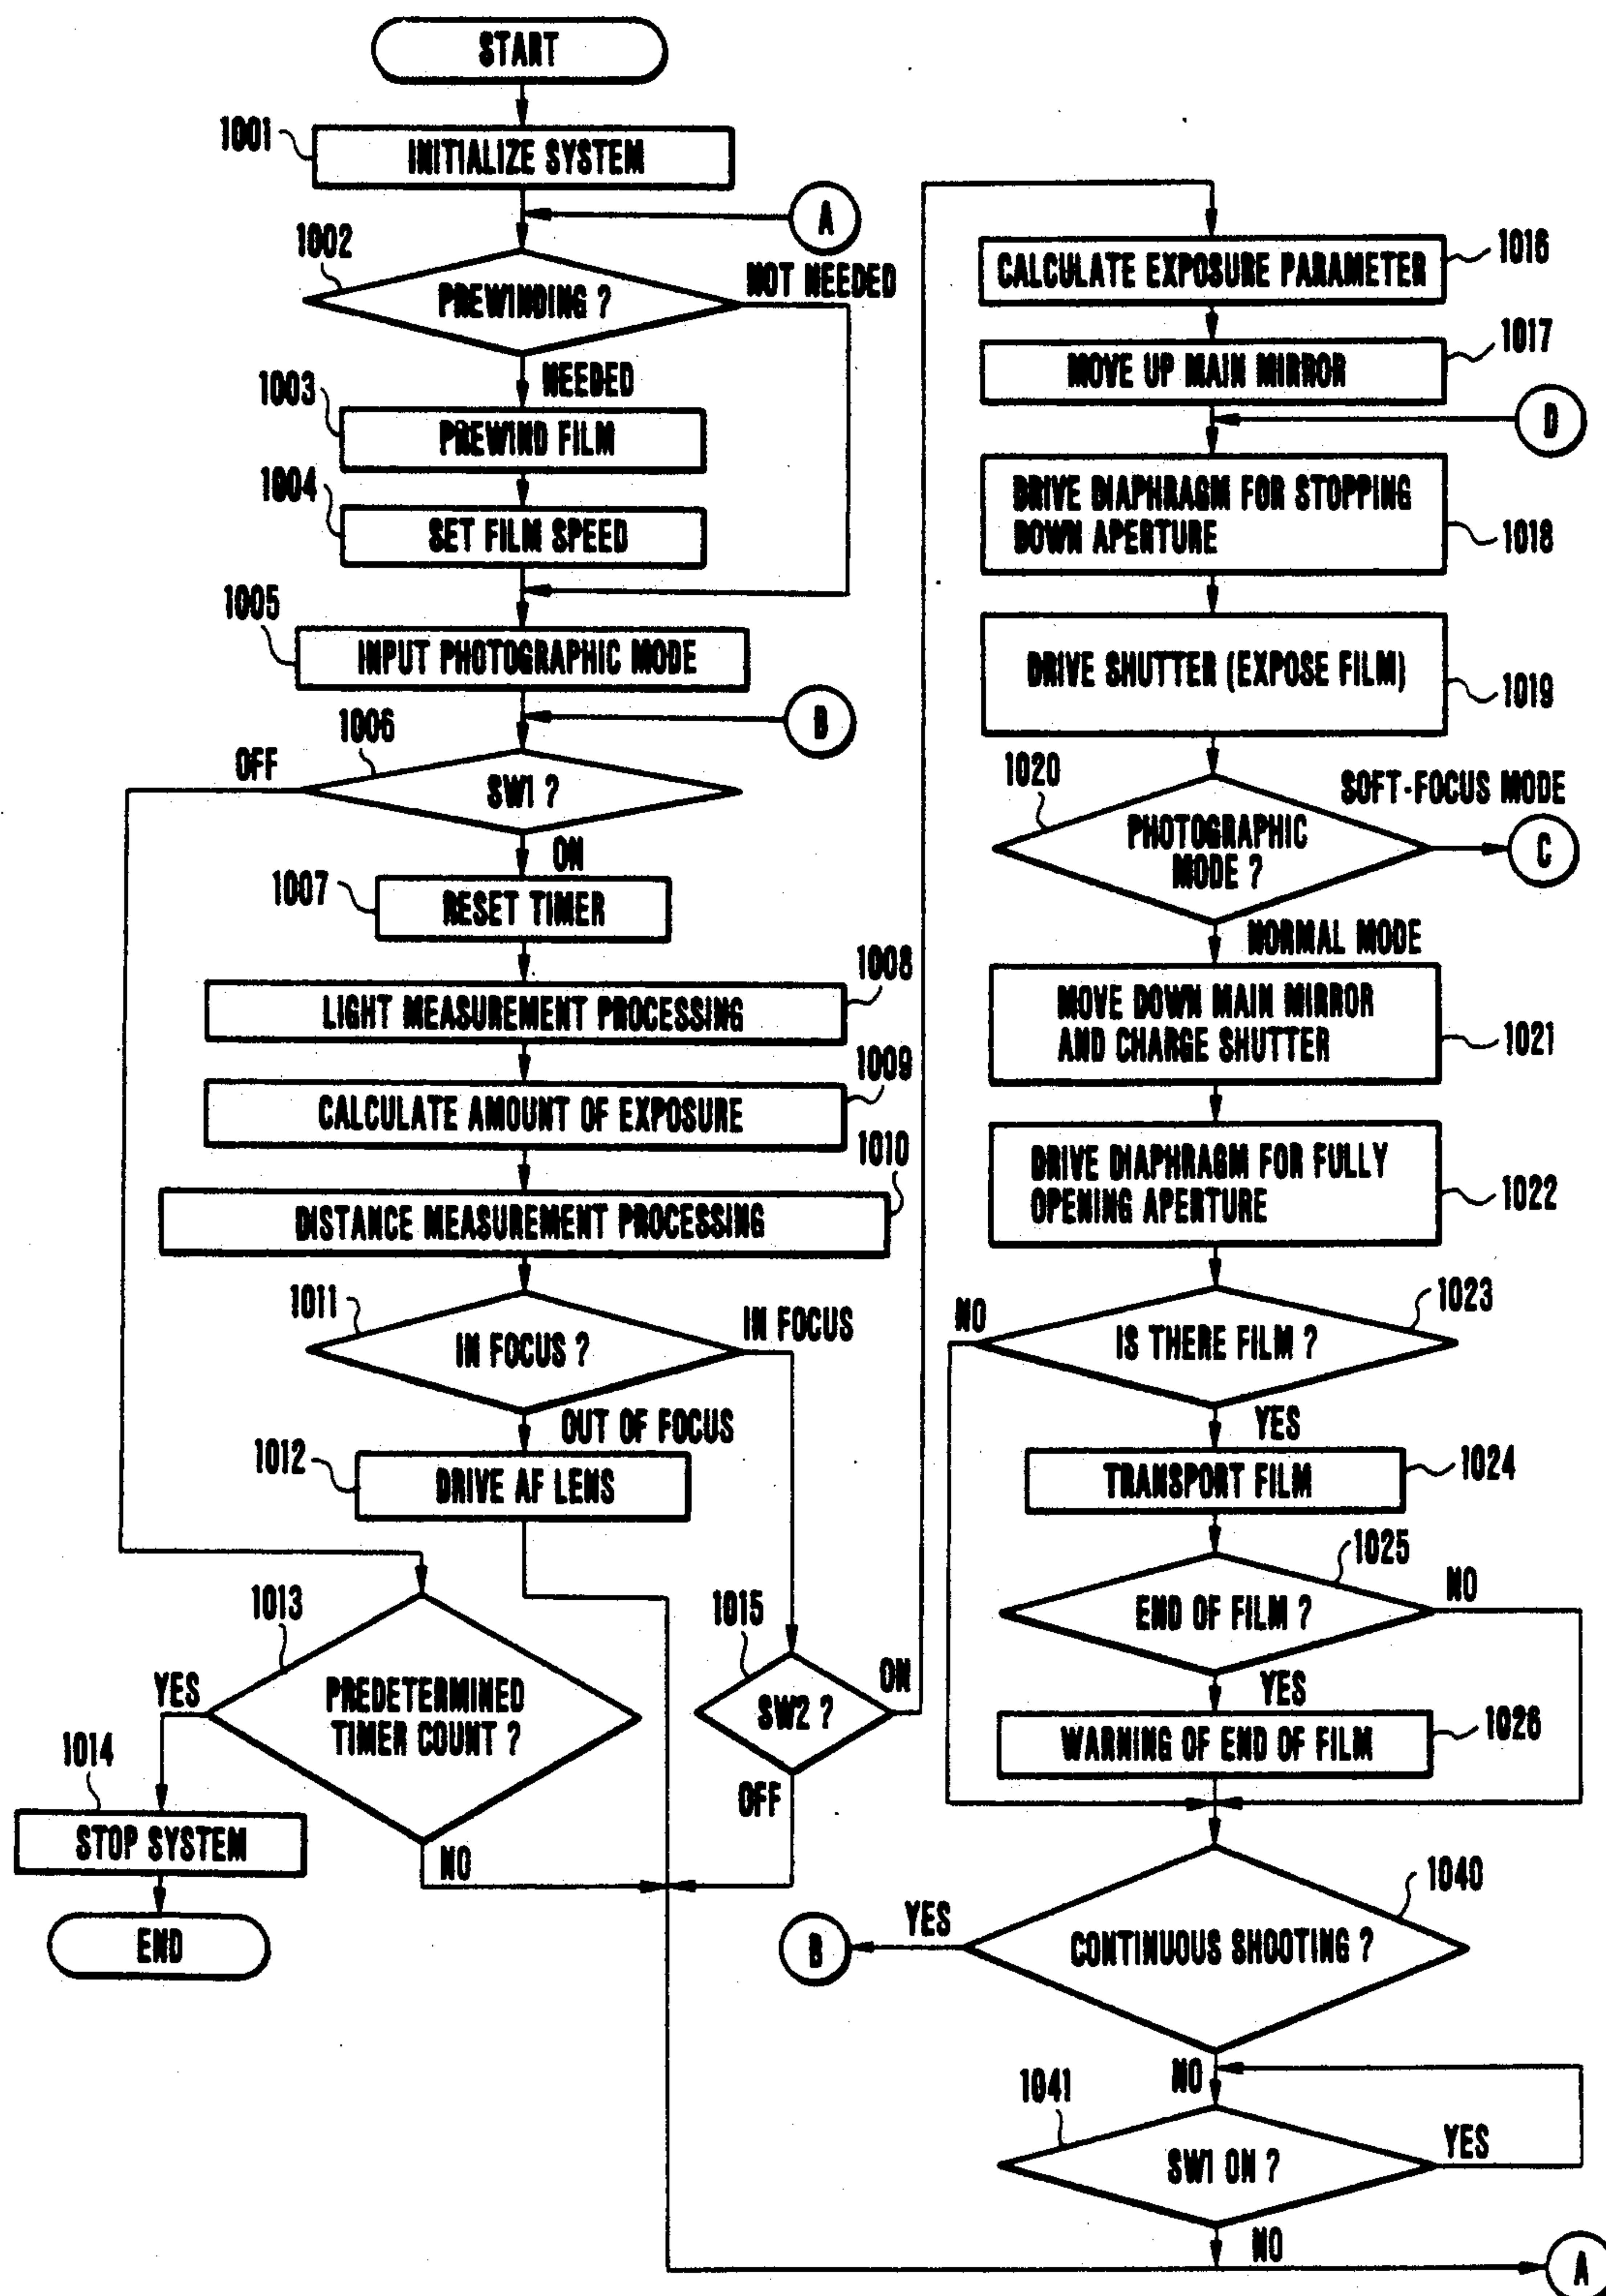 START
1001
INITIALIZE SYSTEM
A
1002
PREWINDING ?
NOT NEEDED
NEEDED
1003
PREWIND FILM
1004
SET FILM SPEED
1005
INPUT PHOTOGRAPHIC MODE
B
1006
OFF
SW1 ?
ON
1007
RESET TIMER
1008
LIGHT MEASUREMENT PROCESSING
1009
CALCULATE AMOUNT OF EXPOSURE
1010
DISTANCE MEASUREMENT PROCESSING
1011
IN FOCUS ?
IN FOCUS
OUT OF FOCUS
1012
DRIVE AF LENS
1013
PREDETERMINED
TIMER COUNT ?
YES
NO
1014
STOP SYSTEM
END
1015
SW2 ?
ON
OFF
1016
CALCULATE EXPOSURE PARAMETER
1017
MOVE UP MAIN MIRROR
D
DRIVE DIAPHRAGM FOR STOPPING
DOWN APERTURE
1018
DRIVE SHUTTER (EXPOSE FILM)
1019
1020
PHOTOGRAPHIC
MODE ?
SOFT-FOCUS MODE
C
NORMAL MODE
MOVE DOWN MAIN MIRROR
AND CHARGE SHUTTER
1021
DRIVE DIAPHRAGM FOR FULLY
OPENING APERTURE
1022
1023
NO
IS THERE FILM ?
YES
TRANSPORT FILM
1024
1025
END OF FILM ?
NO
YES
WARNING OF END OF FILM
1026
1040
CONTINUOUS SHOOTING ?
YES
B
NO
1041
SW1 ON ?
YES
NO
A